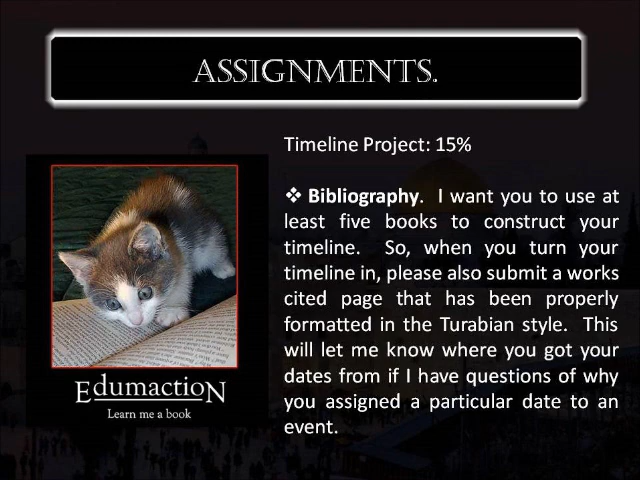 ASSIGNMENTS.
Timeline Project: 15%
❖ Bibliography. I want you to use at
least five books to construct your
timeline. So, when you turn your
timeline in, please also submit a works
cited page that has been properly
formatted in the Turabian style. This
will let me know where you got your
dates from if I have questions of why
you assigned a particular date to an
event.
EdumactioN
Learn me a book